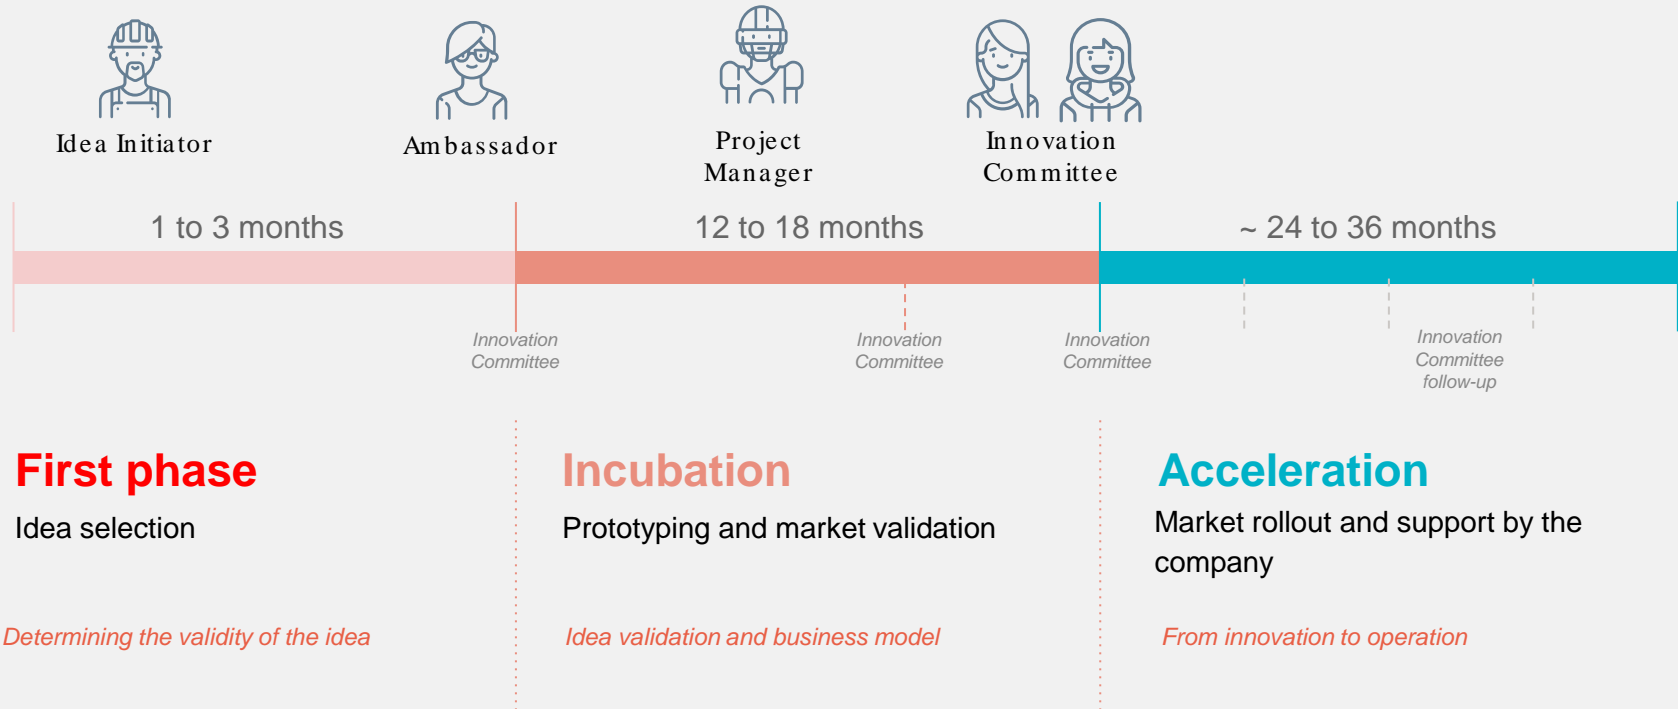 Idea Initiator
Ambassador
Project
Manager
Innovation
Committee
1 to 3 months
12 to 18 months
~ 24 to 36 months
Innovation
Committee
Innovation
Committee
Innovation
Committee
Innovation
Committee
follow-up
First phase
Idea selection
Determining the validity of the idea
Incubation
Prototyping and market validation
Idea validation and business model
Acceleration
Market rollout and support by the
company
From innovation to operation